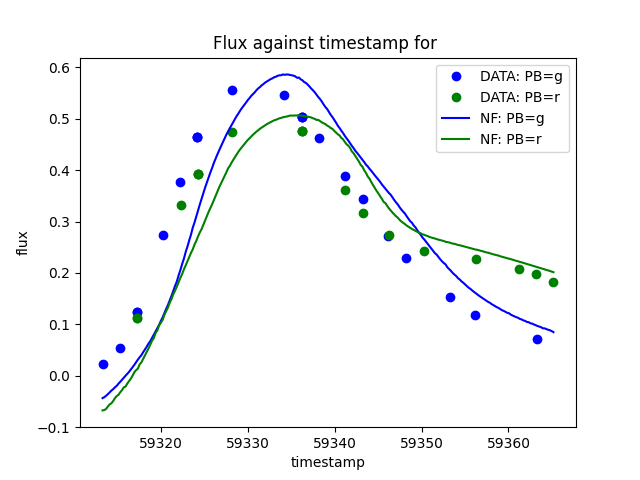 Flux against timestamp for
DATA: PB=g
DATA: PB=r
NF: PB=g
NF: PB=r
flux
0.6
0.5
0.4
0.3
0.2
0.1
0.0
−0.1
59320 59330 59340 59350 59360
timestamp